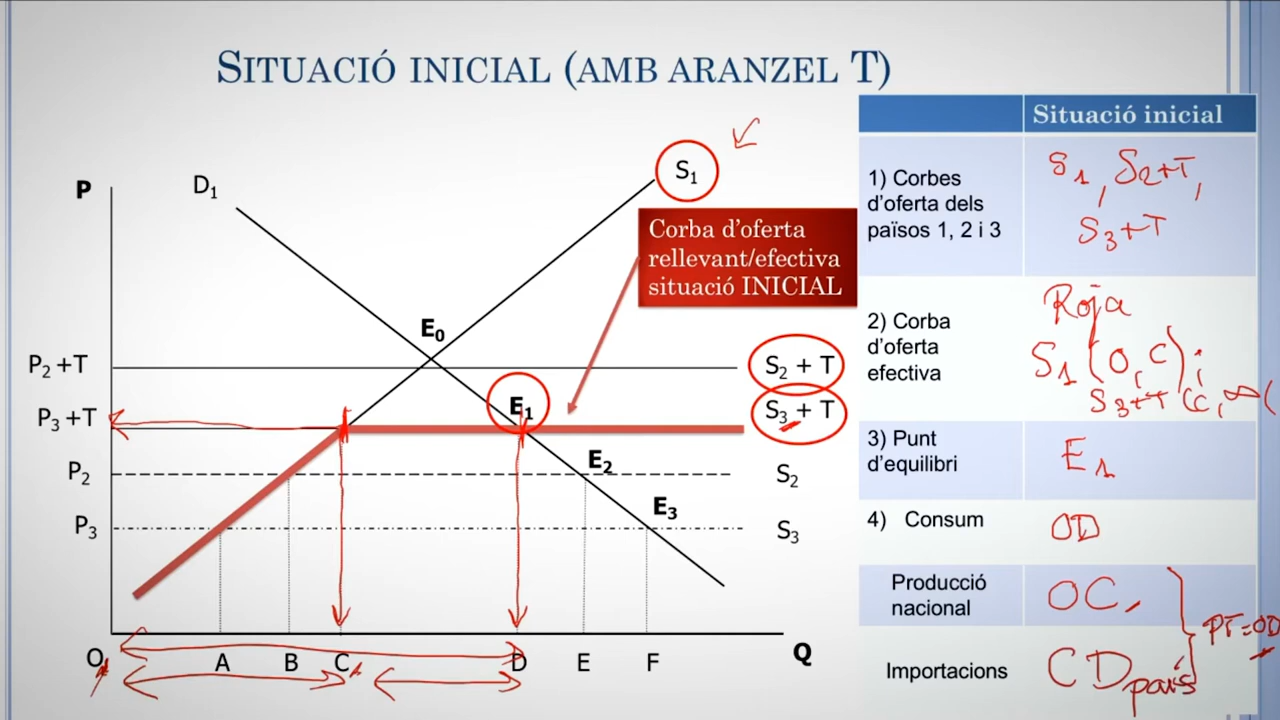 SITUACIÓ INICIAL (AMB ARANZEL T)
P
D1
S1
Corba d'oferta
rellevant/efectiva
situació INICIAL
E0
P2 +T
S2 + T
P3 +T
E1
S3 + T
P2
E2
S2
P3
E3
S3
O
A
B
C
D
E
F
Q
Situació inicial
1) Corbes
d'oferta dels
països 1, 2 i 3
S1, S2+T,
S3+T
2) Corba
d'oferta
efectiva
Roja
S1 (O, C);
S3+T (C, ∞(
3) Punt
d'equilibri
E1
4) Consum
OD
Producció
nacional
OC,
PT=OD
Importacions
CD país